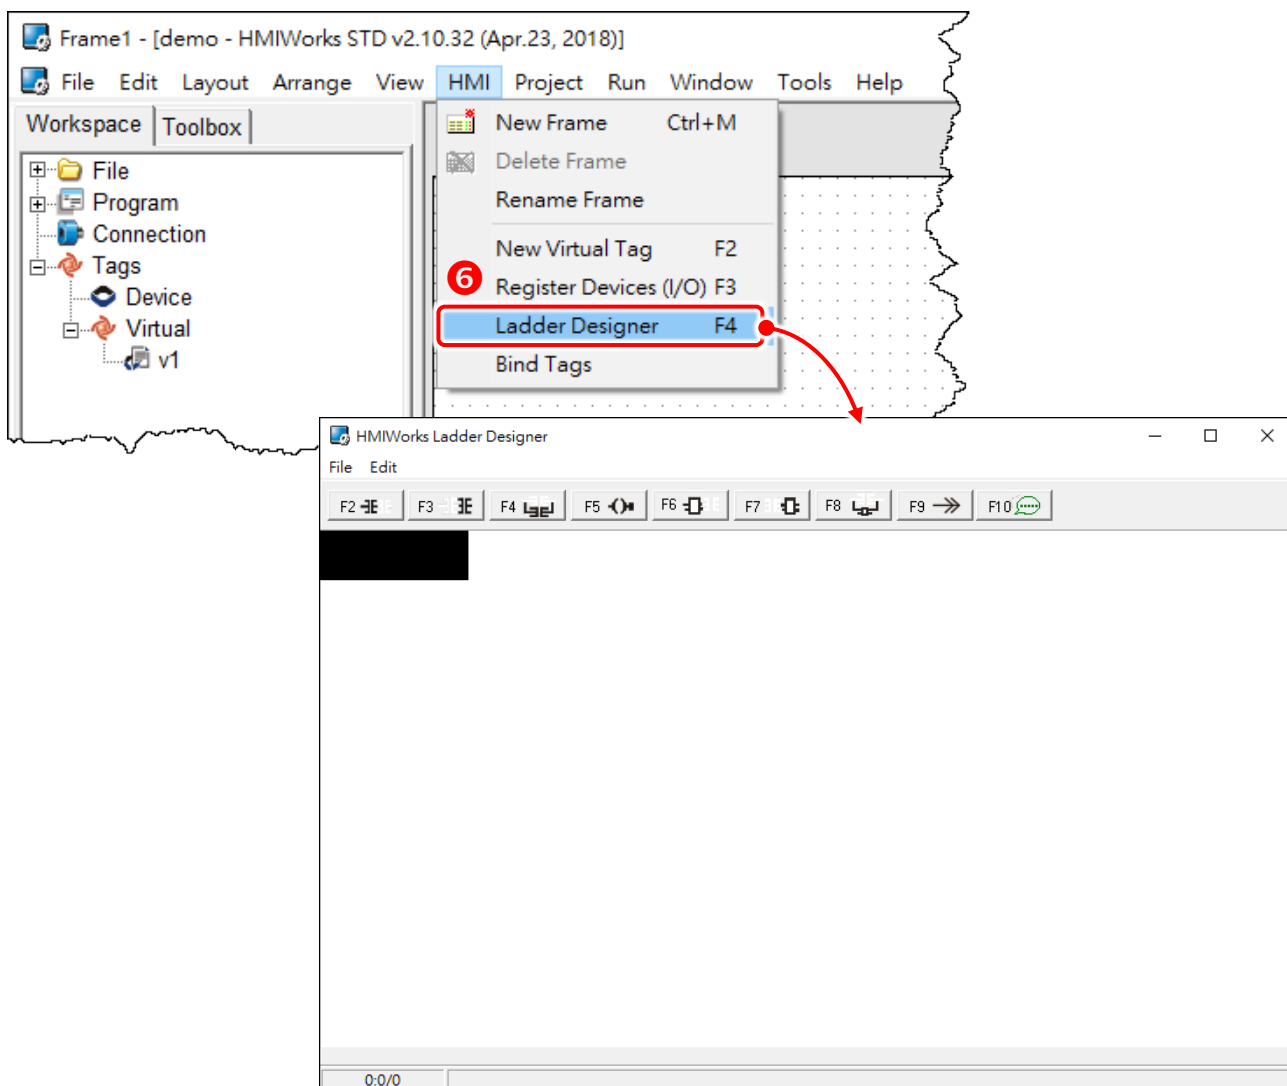 Frame1 - [demo - HMIWorks STD v2.10.32 (Apr.23, 2018)]
File Edit Layout Arrange View HMI Project Run Window Tools Help
Workspace Toolbox
File
Program
Connection
Tags
Device
Virtual
v1
New Frame Ctrl+M
Delete Frame
Rename Frame
New Virtual Tag F2
6
Register Devices (I/O) F3
Ladder Designer F4
Bind Tags
HMIWorks Ladder Designer
File Edit
F2 F3 F4 F5 F6 F7 F8 F9 F10
0:0/0